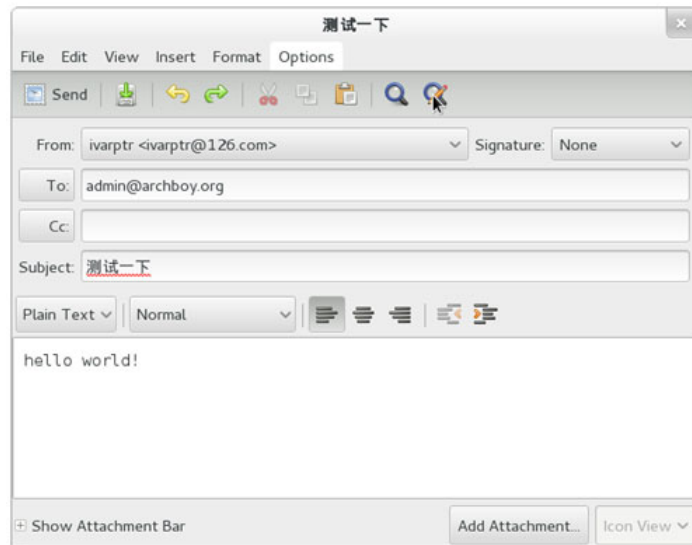 测试一下
File Edit View Insert Format Options
Send
From: ivarptr <ivarptr@126.com> Signature: None
To: admin@archboy.org
Cc:
Subject: 测试一下
Plain Text Normal
hello world!
Show Attachment Bar Add Attachment... Icon View